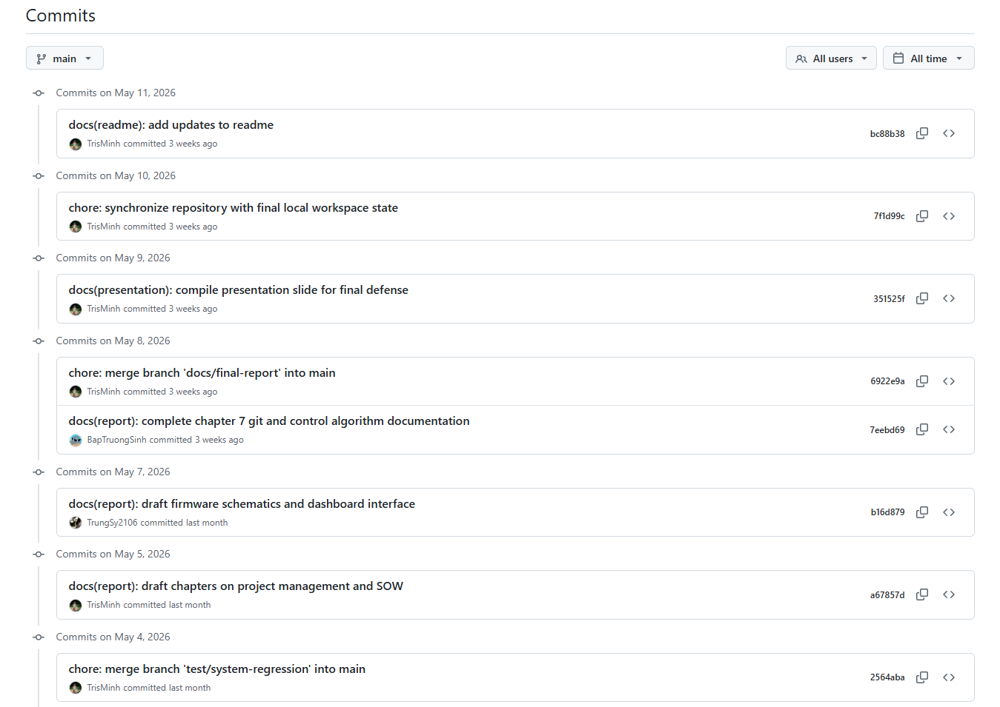 Commits
main
All users
All time
Commits on May 11, 2026
docs(readme): add updates to readme
TrisMinh committed 3 weeks ago
bc88b38
Commits on May 10, 2026
chore: synchronize repository with final local workspace state
TrisMinh committed 3 weeks ago
7f1d99c
Commits on May 9, 2026
docs(presentation): compile presentation slide for final defense
TrisMinh committed 3 weeks ago
351525f
Commits on May 8, 2026
chore: merge branch 'docs/final-report' into main
TrisMinh committed 3 weeks ago
6922e9a
docs(report): complete chapter 7 git and control algorithm documentation
BapTruongSinh committed 3 weeks ago
7eebd69
Commits on May 7, 2026
docs(report): draft firmware schematics and dashboard interface
TrungSy2106 committed last month
b16d879
Commits on May 5, 2026
docs(report): draft chapters on project management and SOW
TrisMinh committed last month
a67857d
Commits on May 4, 2026
chore: merge branch 'test/system-regression' into main
TrisMinh committed last month
2564aba